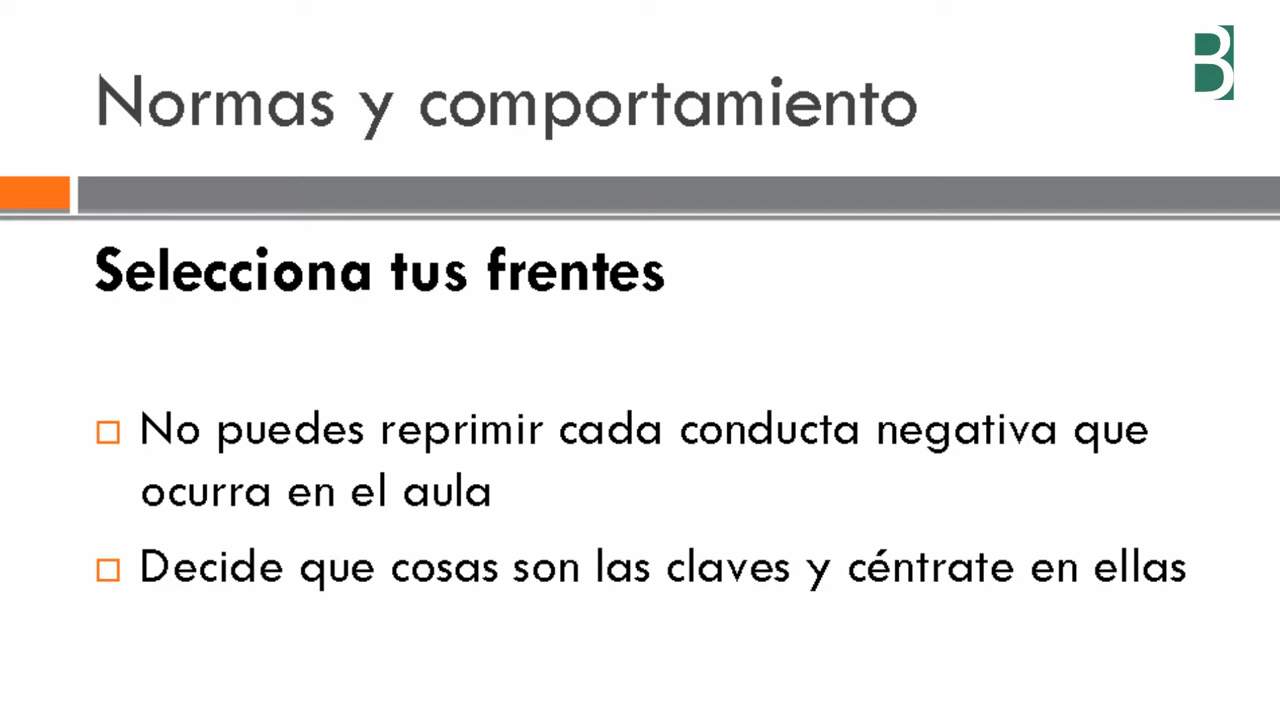 B
Normas y comportamiento
Selecciona tus frentes
No puedes reprimir cada conducta negativa que
ocurra en el aula
Decide que cosas son las claves y céntrate en ellas